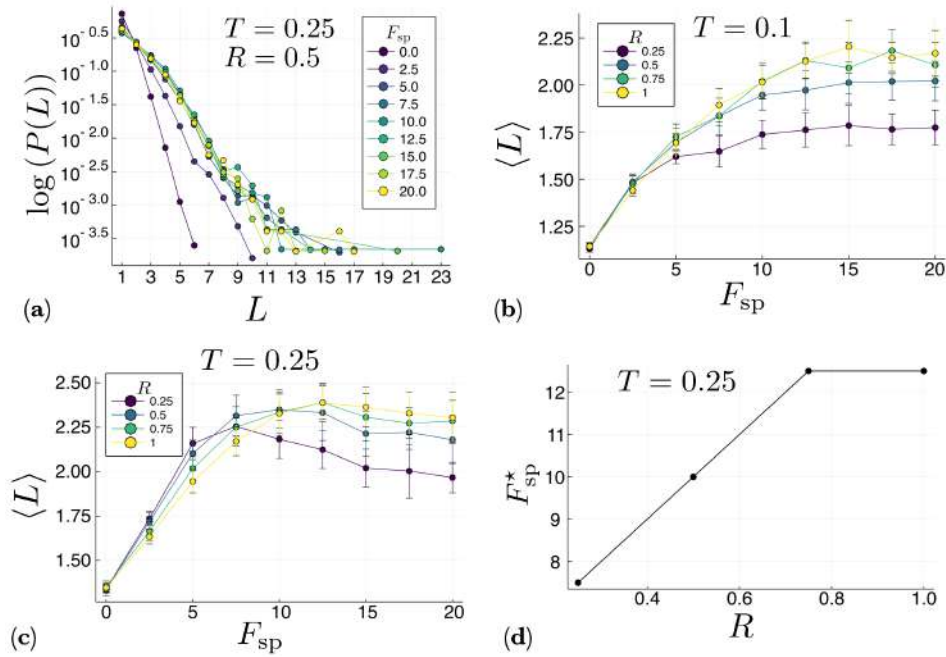 T = 0.25
R = 0.5
F_sp
0.0
2.5
5.0
7.5
10.0
12.5
15.0
17.5
20.0
log (P(L))
10^-0.5
10^-1.0
10^-1.5
10^-2.0
10^-2.5
10^-3.0
10^-3.5
1 3 5 7 9 11 13 15 17 19 21 23
L
(a)
T = 0.1
R
0.25
0.5
0.75
1
⟨L⟩
2.25
2.00
1.75
1.50
1.25
0 5 10 15 20
F_sp
(b)
T = 0.25
R
0.25
0.5
0.75
1
⟨L⟩
2.50
2.25
2.00
1.75
1.50
0 5 10 15 20
F_sp
(c)
T = 0.25
F^⋆_sp
12
11
10
9
8
0.4 0.6 0.8 1.0
R
(d)